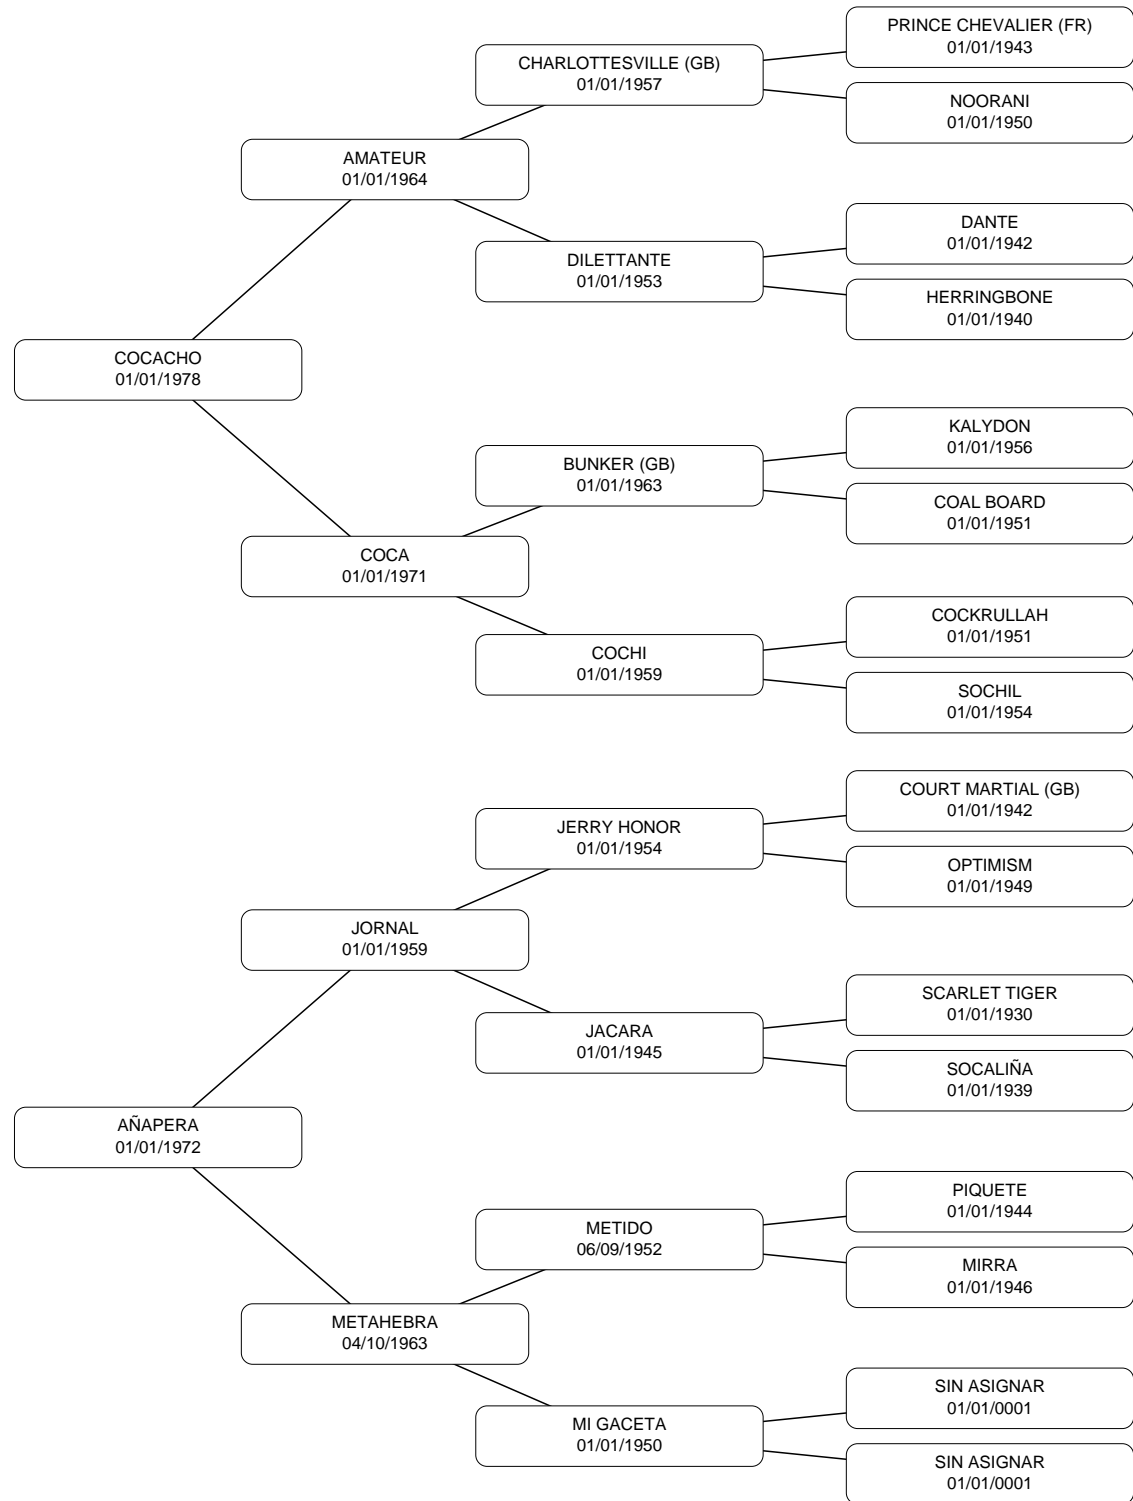 PRINCE CHEVALIER (FR)
01/01/1943
CHARLOTTESVILLE (GB)
01/01/1957
NOORANI
01/01/1950
AMATEUR
01/01/1964
DANTE
01/01/1942
DILETTANTE
01/01/1953
HERRINGBONE
01/01/1940
COCACHO
01/01/1978
KALYDON
01/01/1956
BUNKER (GB)
01/01/1963
COAL BOARD
01/01/1951
COCA
01/01/1971
COCKRULLAH
01/01/1951
COCHI
01/01/1959
SOCHIL
01/01/1954
COURT MARTIAL (GB)
01/01/1942
JERRY HONOR
01/01/1954
OPTIMISM
01/01/1949
JORNAL
01/01/1959
SCARLET TIGER
01/01/1930
JACARA
01/01/1945
SOCALIÑA
01/01/1939
AÑAPERA
01/01/1972
PIQUETE
01/01/1944
METIDO
06/09/1952
MIRRA
01/01/1946
METAHEBRA
04/10/1963
SIN ASIGNAR
01/01/0001
MI GACETA
01/01/1950
SIN ASIGNAR
01/01/0001